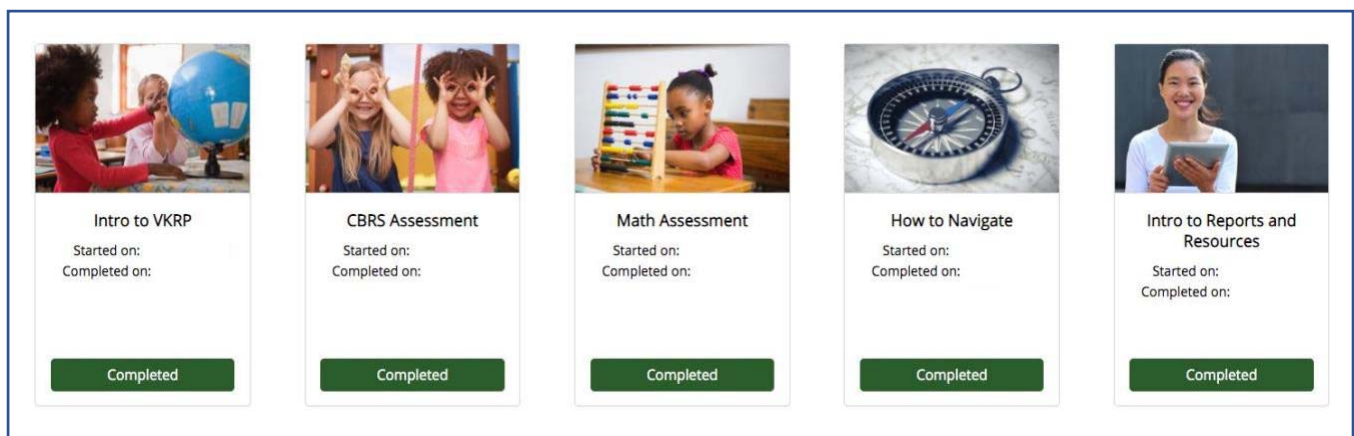 Intro to VKRP
Started on:
Completed on:
Completed
CBRS Assessment
Started on:
Completed on:
Completed
Math Assessment
Started on:
Completed on:
Completed
How to Navigate
Started on:
Completed on:
Completed
Intro to Reports and
Resources
Started on:
Completed on:
Completed